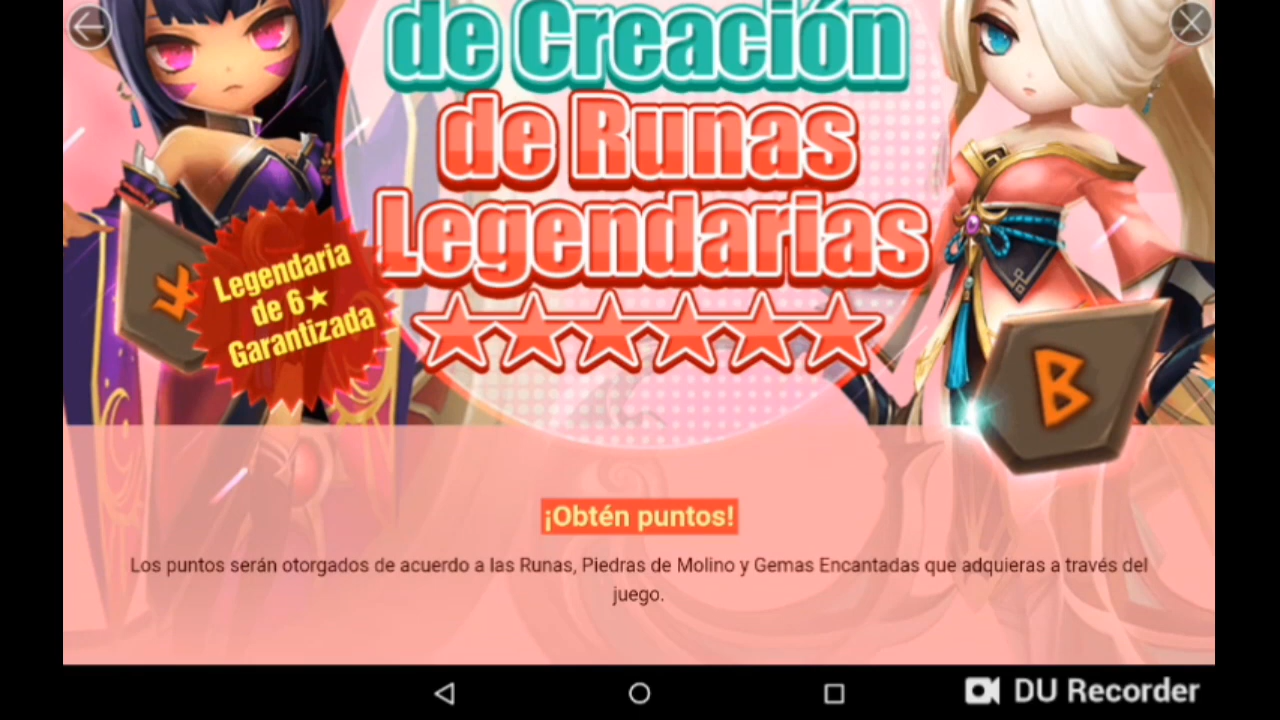 de Creación
de Runas
Legendarias
Legendaria
de 6★
Garantizada
B
¡Obtén puntos!
Los puntos serán otorgados de acuerdo a las Runas, Piedras de Molino y Gemas Encantadas que adquieras a través del
juego.
DU Recorder